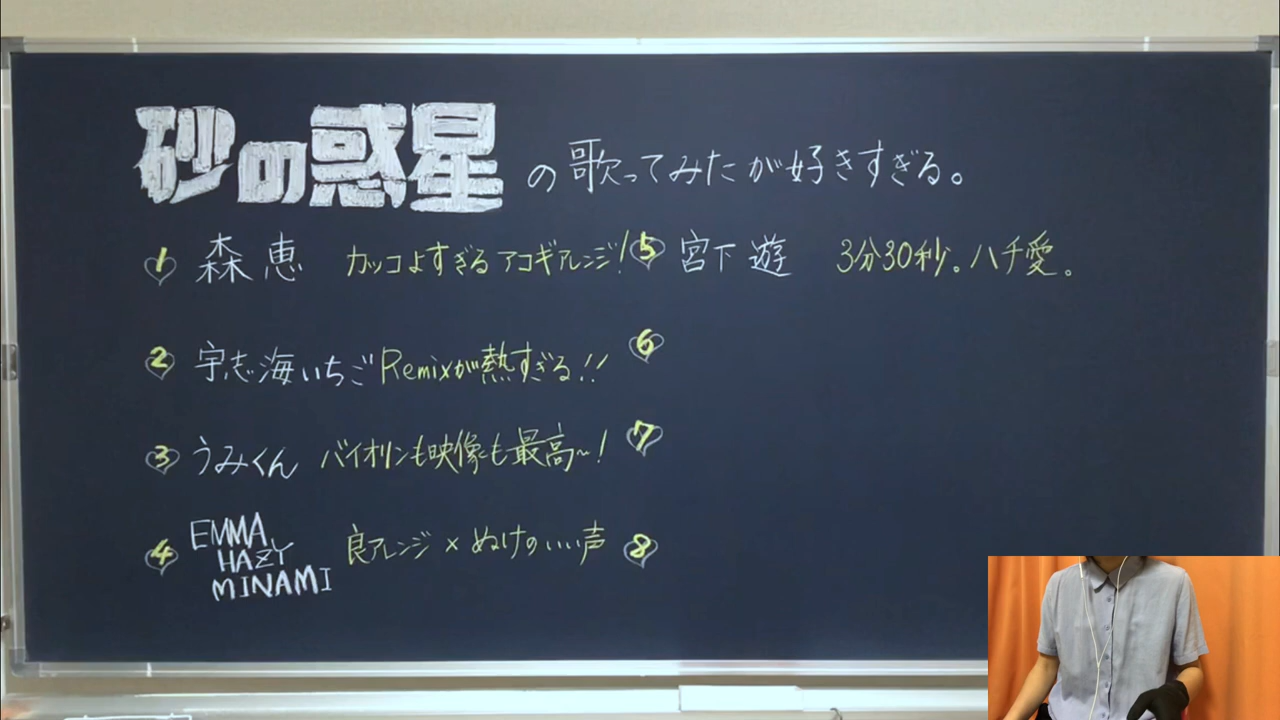 砂の惑星の歌ってみたが好きすぎる。
1 森恵 カッコよすぎるアコギアレンジ!
2 宇志海いちご Remixが熱すぎる!!
3 うみくん バイオリンも映像も最高~!
4 EMMA HAZY MINAMI 良アレンジ×ぬけのいい声
5 宮下遊 3分30秒。ハチ愛。
6
7
8